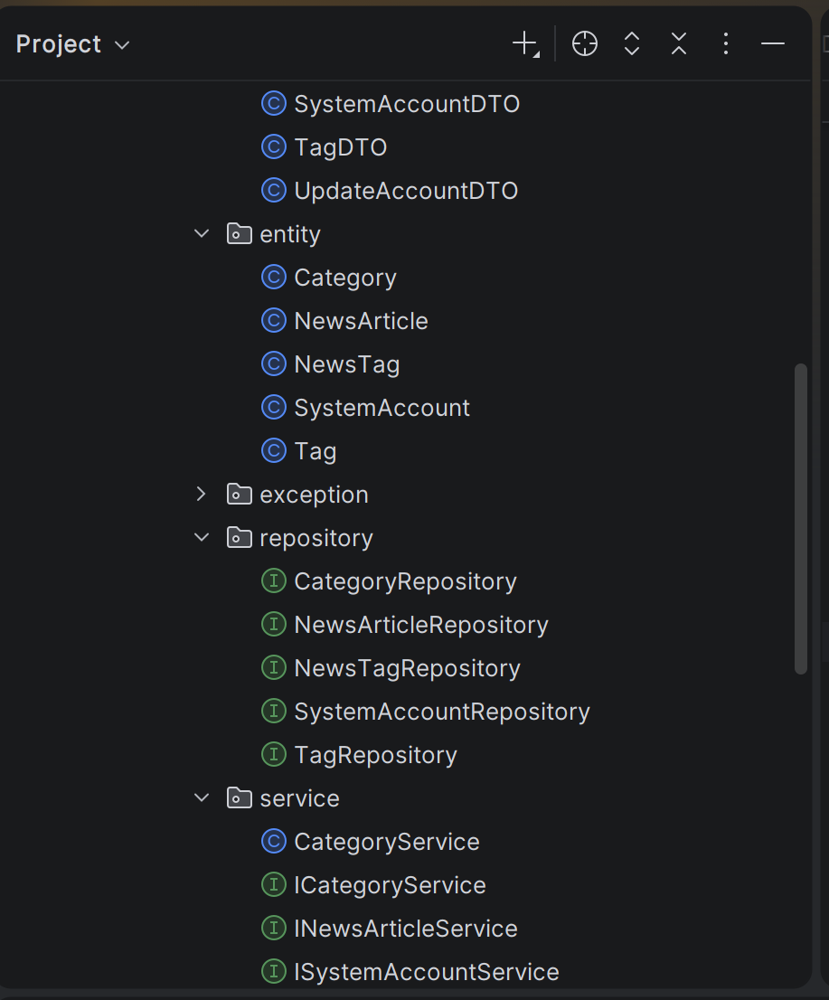 Project
SystemAccountDTO
TagDTO
UpdateAccountDTO
entity
Category
NewsArticle
NewsTag
SystemAccount
Tag
exception
repository
CategoryRepository
NewsArticleRepository
NewsTagRepository
SystemAccountRepository
TagRepository
service
CategoryService
ICategoryService
INewsArticleService
ISystemAccountService